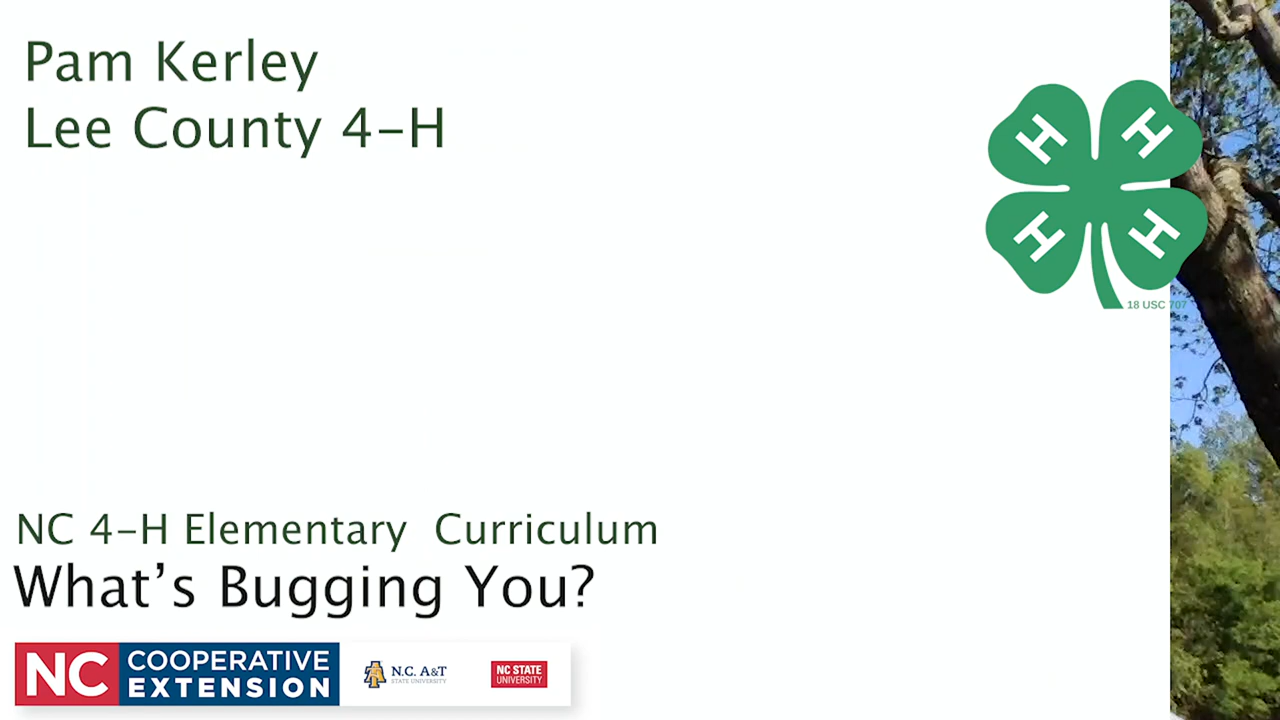 Pam Kerley
Lee County 4-H
H H
H H
18 USC 707
NC 4-H Elementary Curriculum
What's Bugging You?
NC COOPERATIVE EXTENSION
N.C. A&T STATE UNIVERSITY
NC STATE UNIVERSITY